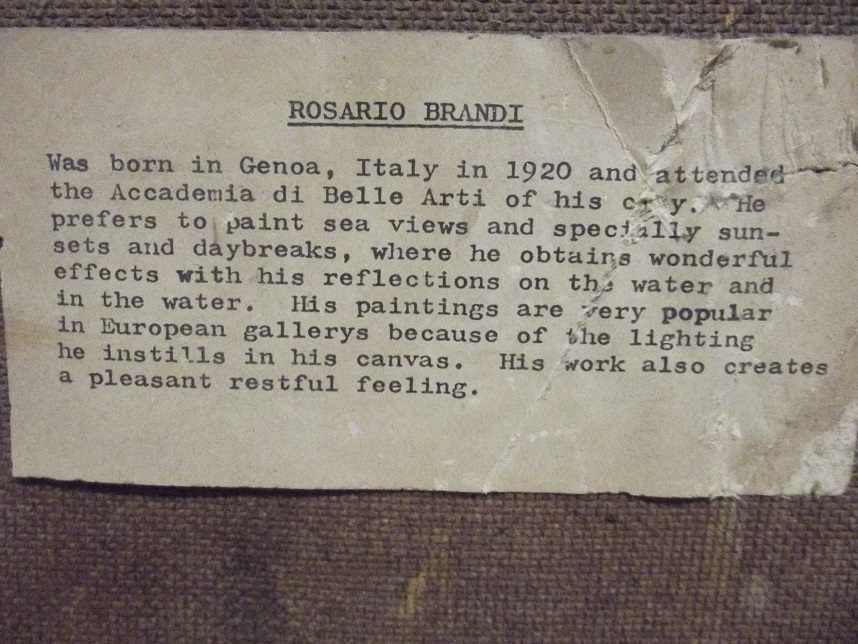 ROSARIO BRANDI
Was born in Genoa, Italy in 1920 and attended
the Accademia di Belle Arti of his city. He
prefers to paint sea views and specially sun-
sets and daybreaks, where he obtains wonderful
effects with his reflections on the water and
in the water. His paintings are very popular
in European gallerys because of the lighting
he instills in his canvas. His work also creates
a pleasant restful feeling.